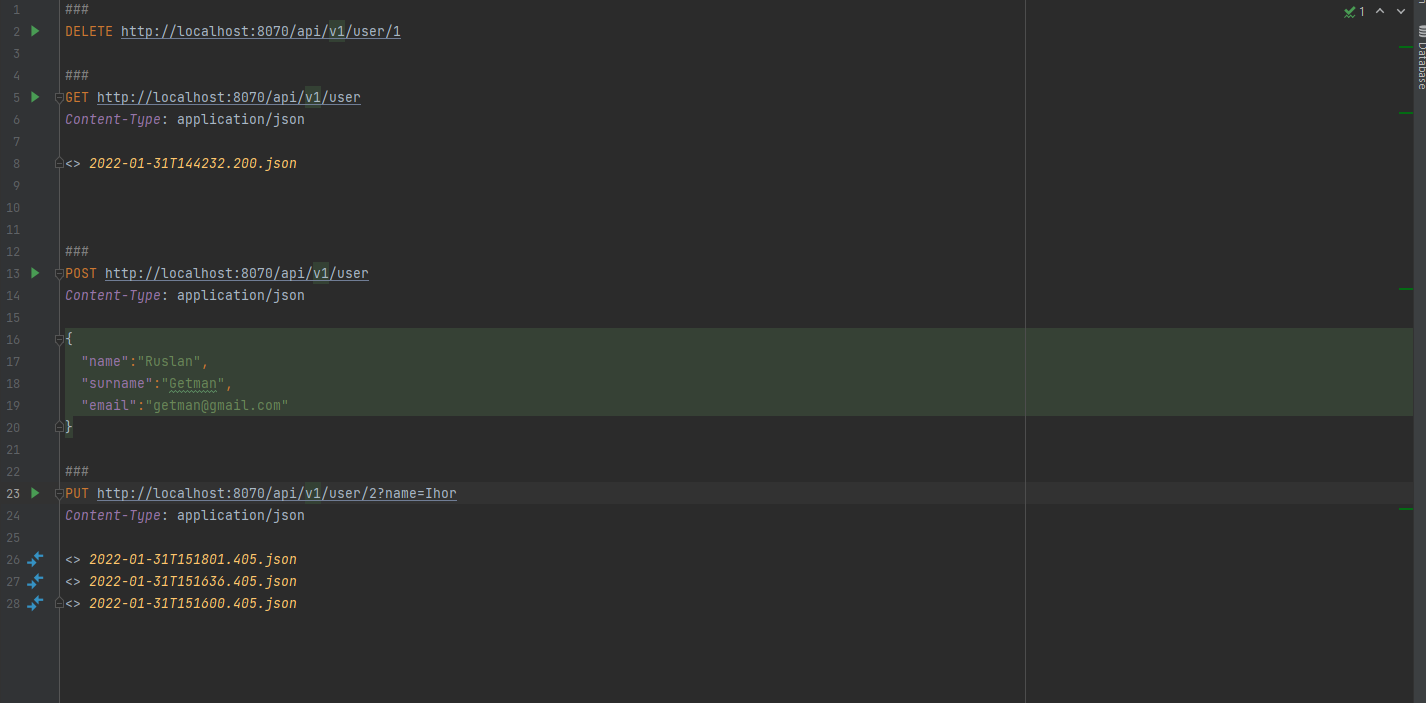 1 ###
2 DELETE http://localhost:8070/api/v1/user/1
3
4 ###
5 GET http://localhost:8070/api/v1/user
6 Content-Type: application/json
7
8 <> 2022-01-31T144232.200.json
9
10
11
12 ###
13 POST http://localhost:8070/api/v1/user
14 Content-Type: application/json
15
16 {
17 "name":"Ruslan",
18 "surname":"Getman",
19 "email":"getman@gmail.com"
20 }
21
22 ###
23 PUT http://localhost:8070/api/v1/user/2?name=Ihor
24 Content-Type: application/json
25
26 <> 2022-01-31T151801.405.json
27 <> 2022-01-31T151636.405.json
28 <> 2022-01-31T151600.405.json
1
Database